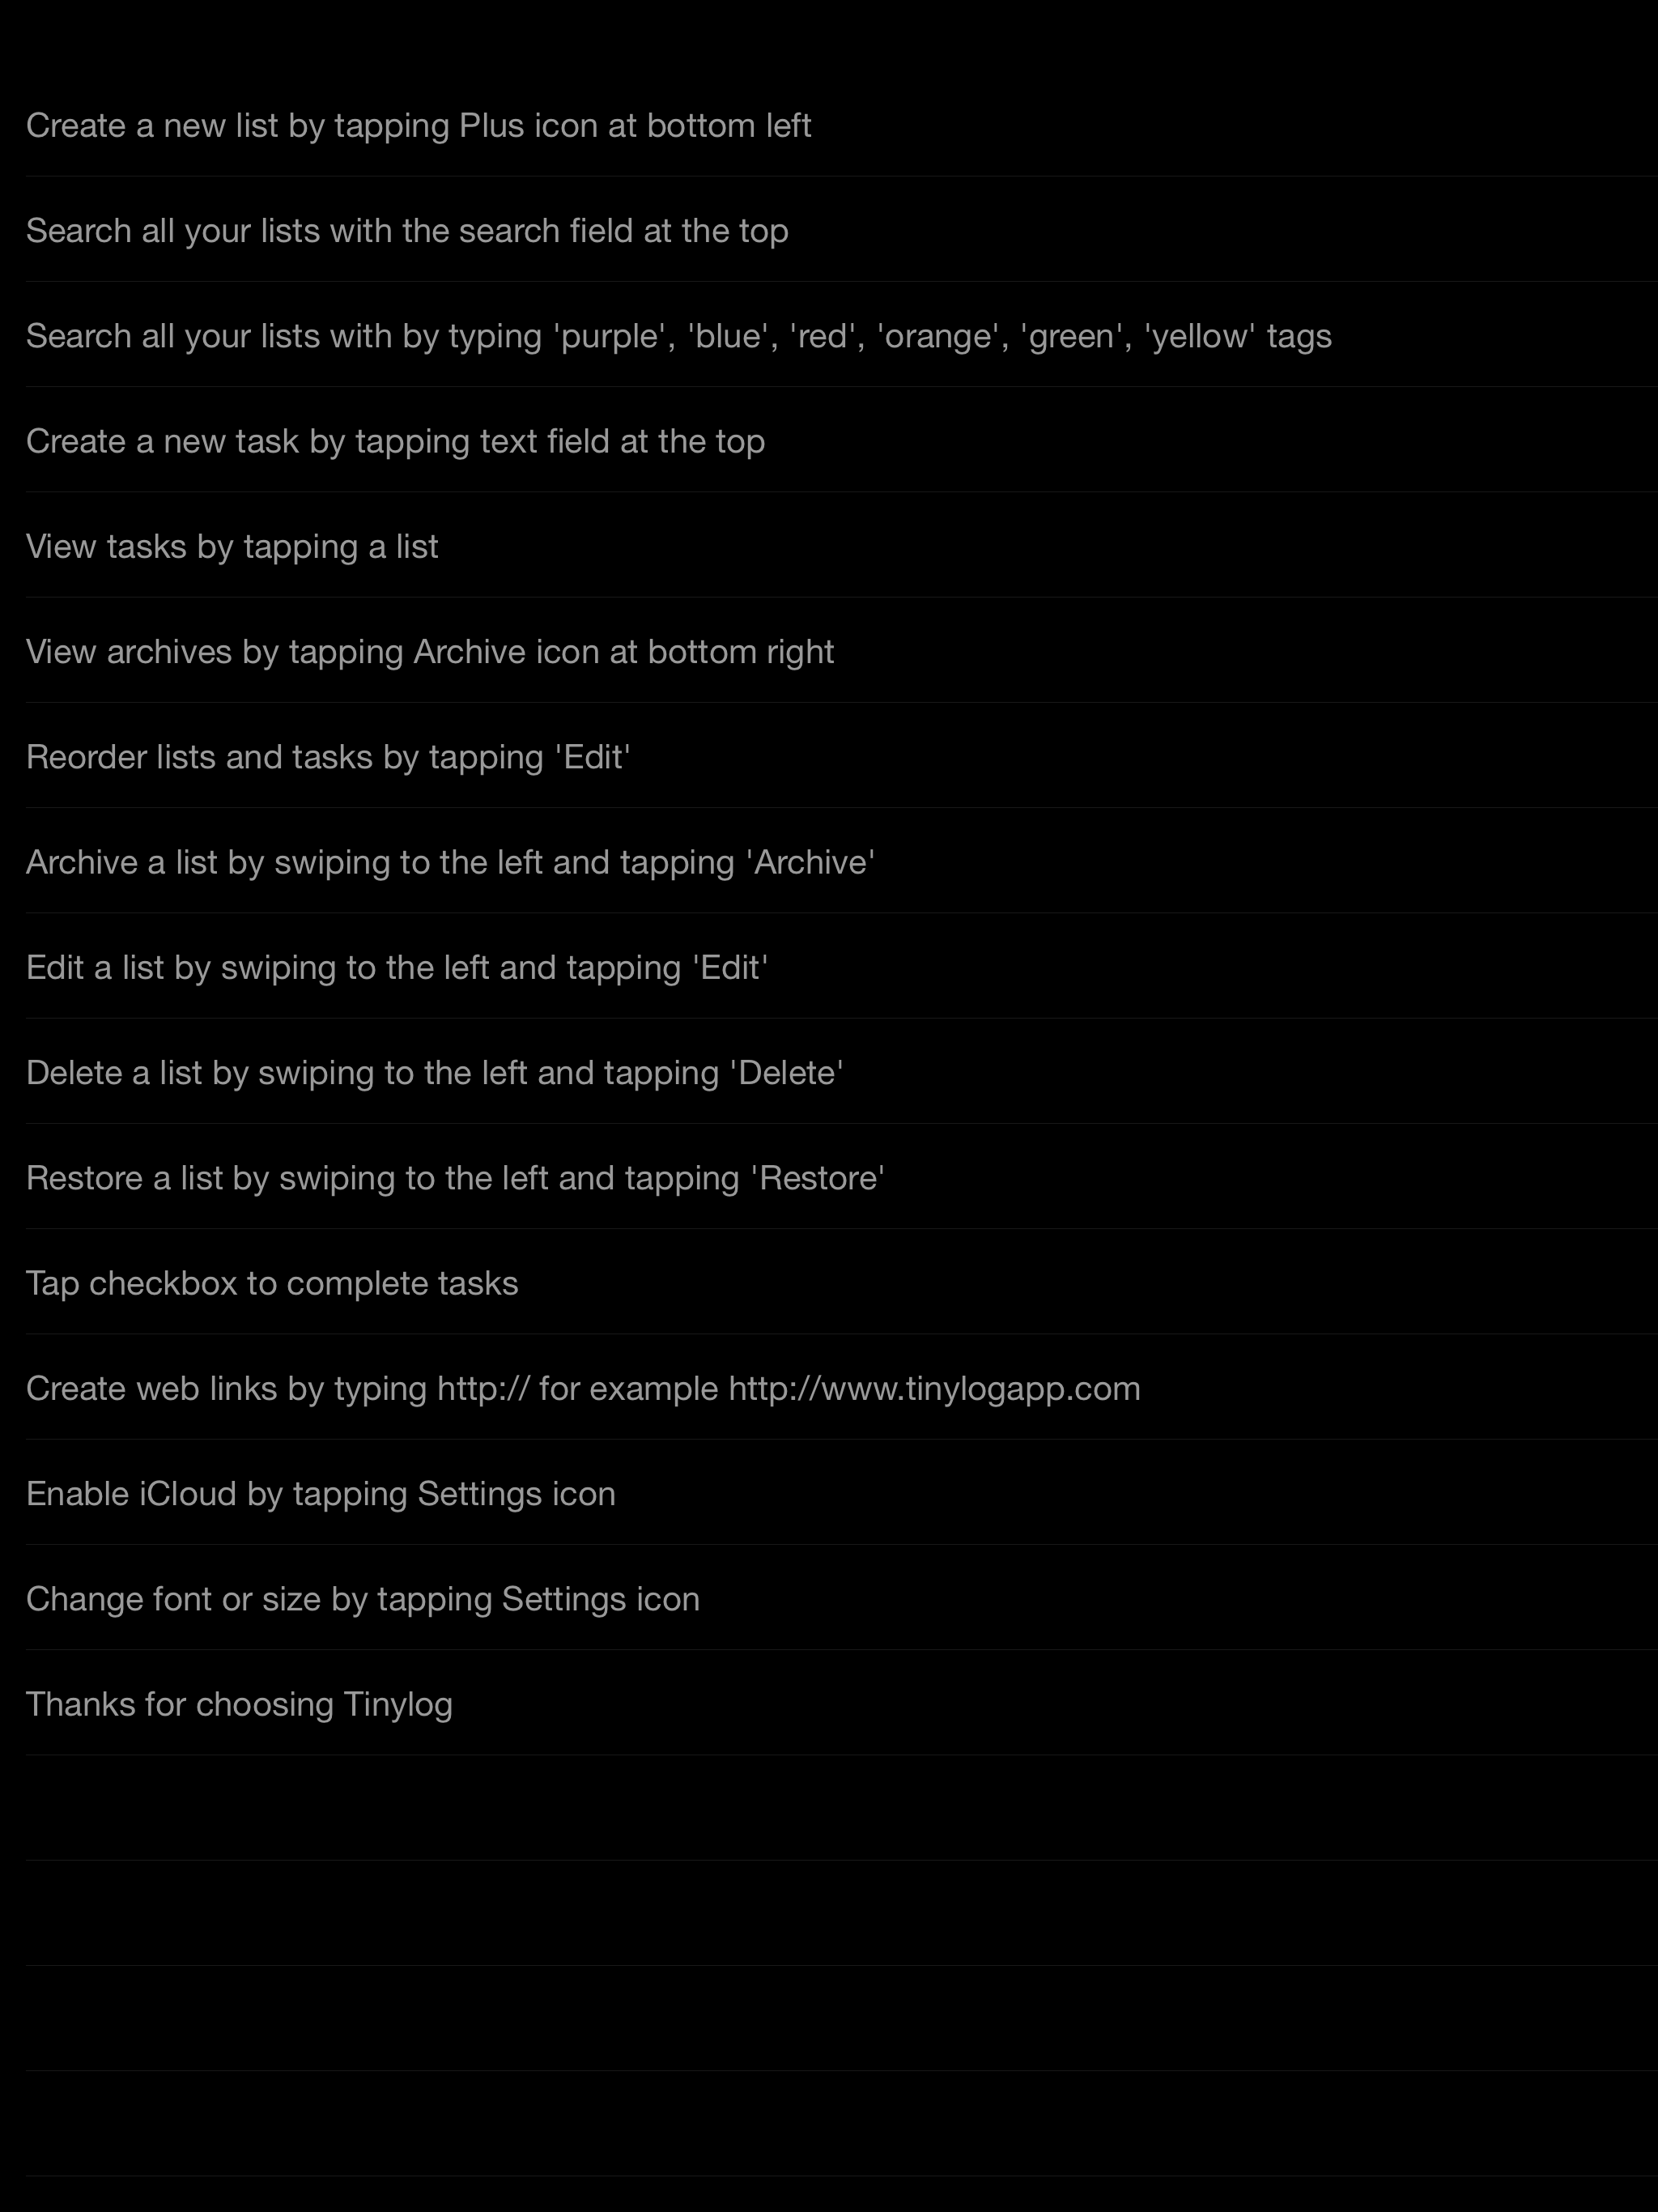 Create a new list by tapping Plus icon at bottom left
Search all your lists with the search field at the top
Search all your lists with by typing 'purple', 'blue', 'red', 'orange', 'green', 'yellow' tags
Create a new task by tapping text field at the top
View tasks by tapping a list
View archives by tapping Archive icon at bottom right
Reorder lists and tasks by tapping 'Edit'
Archive a list by swiping to the left and tapping 'Archive'
Edit a list by swiping to the left and tapping 'Edit'
Delete a list by swiping to the left and tapping 'Delete'
Restore a list by swiping to the left and tapping 'Restore'
Tap checkbox to complete tasks
Create web links by typing http:// for example http://www.tinylogapp.com
Enable iCloud by tapping Settings icon
Change font or size by tapping Settings icon
Thanks for choosing Tinylog